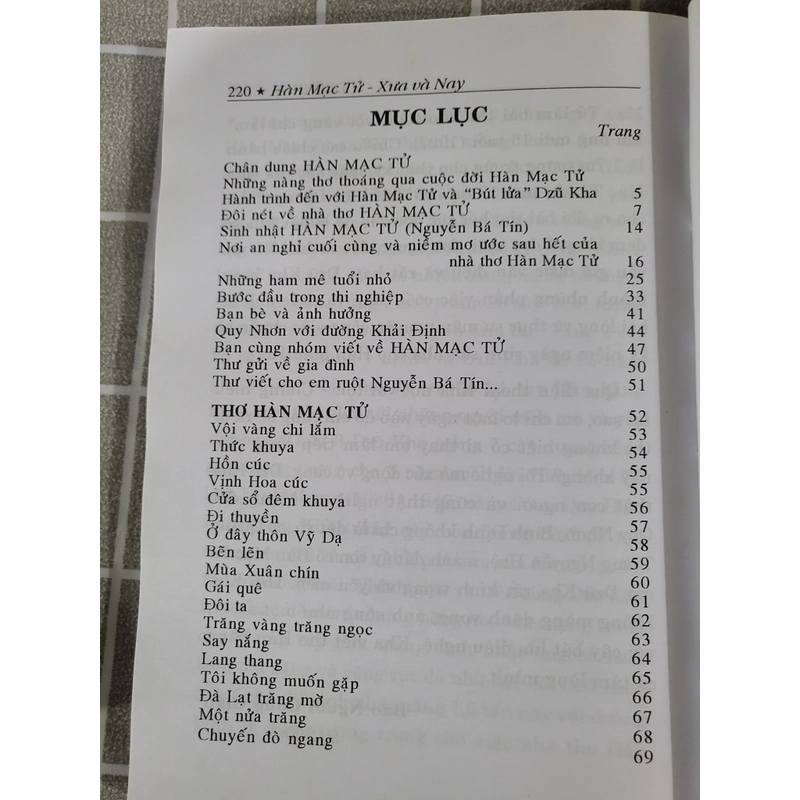 220 ★ Hàn Mạc Tử - Xưa và Nay
MỤC LỤC
Trang
Chân dung HÀN MẠC TỬ
Những nàng thơ thoáng qua cuộc đời Hàn Mạc Tử
Hành trình đến với Hàn Mạc Tử và “Bút lửa” Dzũ Kha 5
Đôi nét về nhà thơ HÀN MẠC TỬ 7
Sinh nhật HÀN MẠC TỬ (Nguyễn Bá Tín) 14
Nơi an nghỉ cuối cùng và niềm mơ ước sau hết của
nhà thơ Hàn Mạc Tử 16
Những ham mê tuổi nhỏ 25
Bước đầu trong thi nghiệp 33
Bạn bè và ảnh hưởng 41
Quy Nhơn với đường Khải Định 44
Bạn cùng nhóm viết về HÀN MẠC TỬ 47
Thư gửi về gia đình 50
Thư viết cho em ruột Nguyễn Bá Tín... 51
THƠ HÀN MẠC TỬ 52
Vội vàng chi lắm 53
Thức khuya 54
Hồn cúc 55
Vịnh Hoa cúc 55
Cửa sổ đêm khuya 56
Đi thuyền 57
Ở đây thôn Vỹ Dạ 58
Bẽn lẽn 59
Mùa Xuân chín 60
Gái quê 61
Đôi ta 62
Trăng vàng trăng ngọc 63
Say nắng 64
Lang thang 65
Tôi không muốn gặp 66
Đà Lạt trăng mờ 67
Một nửa trăng 68
Chuyến đò ngang 69